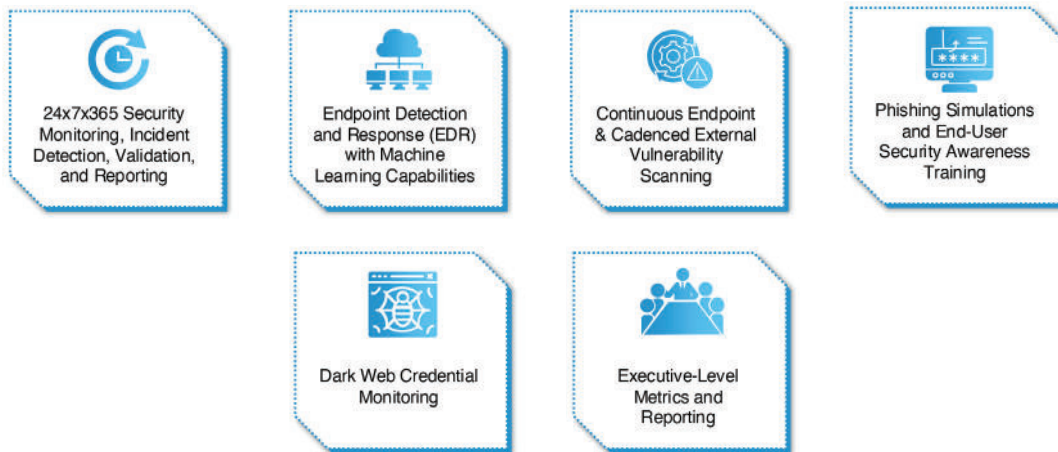 24x7x365 Security
Monitoring, Incident
Detection, Validation,
and Reporting
Endpoint Detection
and Response (EDR)
with Machine
Learning Capabilities
Continuous Endpoint
& Cadenced External
Vulnerability
Scanning
****
Phishing Simulations
and End-User
Security Awareness
Training
Dark Web Credential
Monitoring
Executive-Level
Metrics and
Reporting